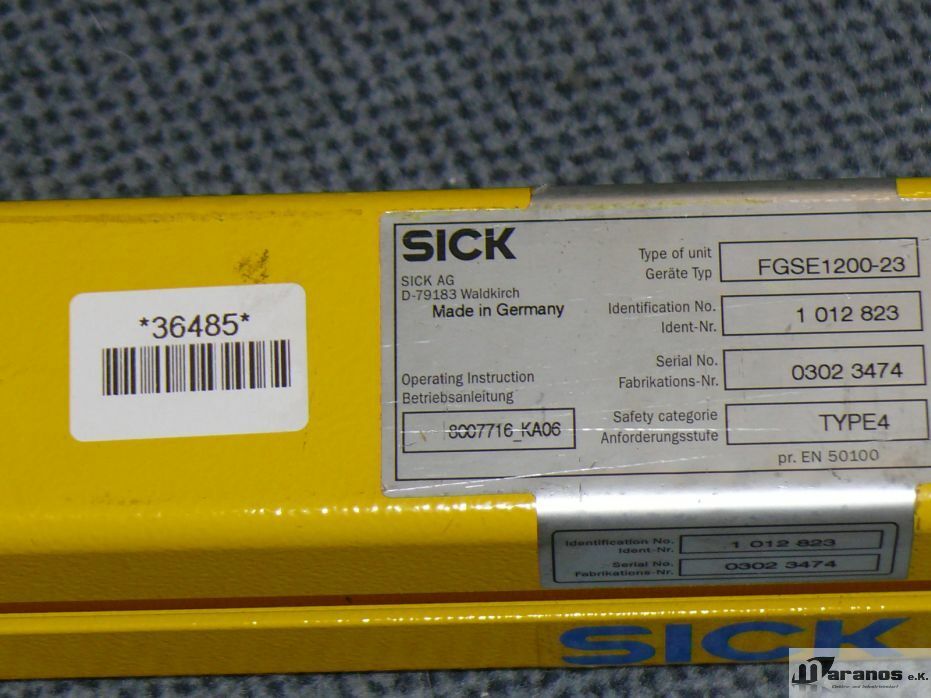 *36485*
SICK
SICK AG
D-79183 Waldkirch
Made in Germany
Operating Instruction
Betriebsanleitung
8007716_KA06
Type of unit
Geräte Typ
FGSE1200-23
Identification No.
Ident-Nr.
1 012 823
Serial No.
Fabrikations-Nr.
0302 3474
Safety categorie
Anforderungsstufe
TYPE4
pr. EN 50100
Identification No.
Ident-Nr.
1 012 823
Serial No.
Fabrikations-Nr.
0302 3474
SICK
Maranos e.K.